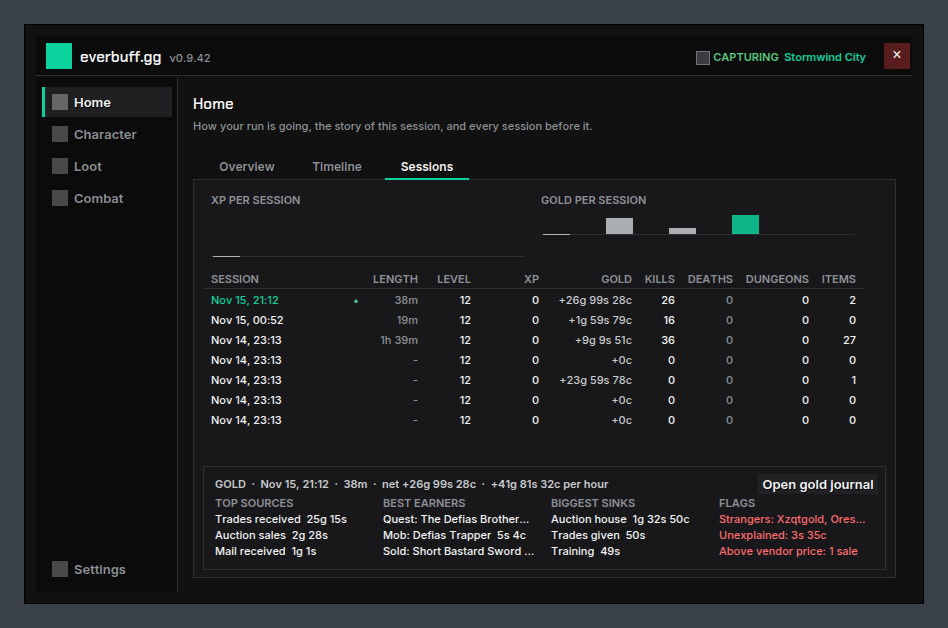 everbuff.gg v0.9.42
CAPTURING Stormwind City
×
Home
Character
Loot
Combat
Settings
Home
How your run is going, the story of this session, and every session before it.
Overview Timeline Sessions
XP PER SESSION GOLD PER SESSION
SESSION LENGTH LEVEL XP GOLD KILLS DEATHS DUNGEONS ITEMS
Nov 15, 21:12 • 38m 12 0 +26g 99s 28c 26 0 0 2
Nov 15, 00:52 19m 12 0 +1g 59s 79c 16 0 0 0
Nov 14, 23:13 1h 39m 12 0 +9g 9s 51c 36 0 0 27
Nov 14, 23:13 - 12 0 +0c 0 0 0 0
Nov 14, 23:13 - 12 0 +23g 59s 78c 0 0 0 1
Nov 14, 23:13 - 12 0 +0c 0 0 0 0
Nov 14, 23:13 - 12 0 +0c 0 0 0 0
GOLD · Nov 15, 21:12 · 38m · net +26g 99s 28c · +41g 81s 32c per hour Open gold journal
TOP SOURCES BEST EARNERS BIGGEST SINKS FLAGS
Trades received 25g 15s Quest: The Defias Brother... Auction house 1g 32s 50c Strangers: Xzqtgold, Ores...
Auction sales 2g 28s Mob: Defias Trapper 5s 4c Trades given 50s Unexplained: 3s 35c
Mail received 1g 1s Sold: Short Bastard Sword ... Training 49s Above vendor price: 1 sale